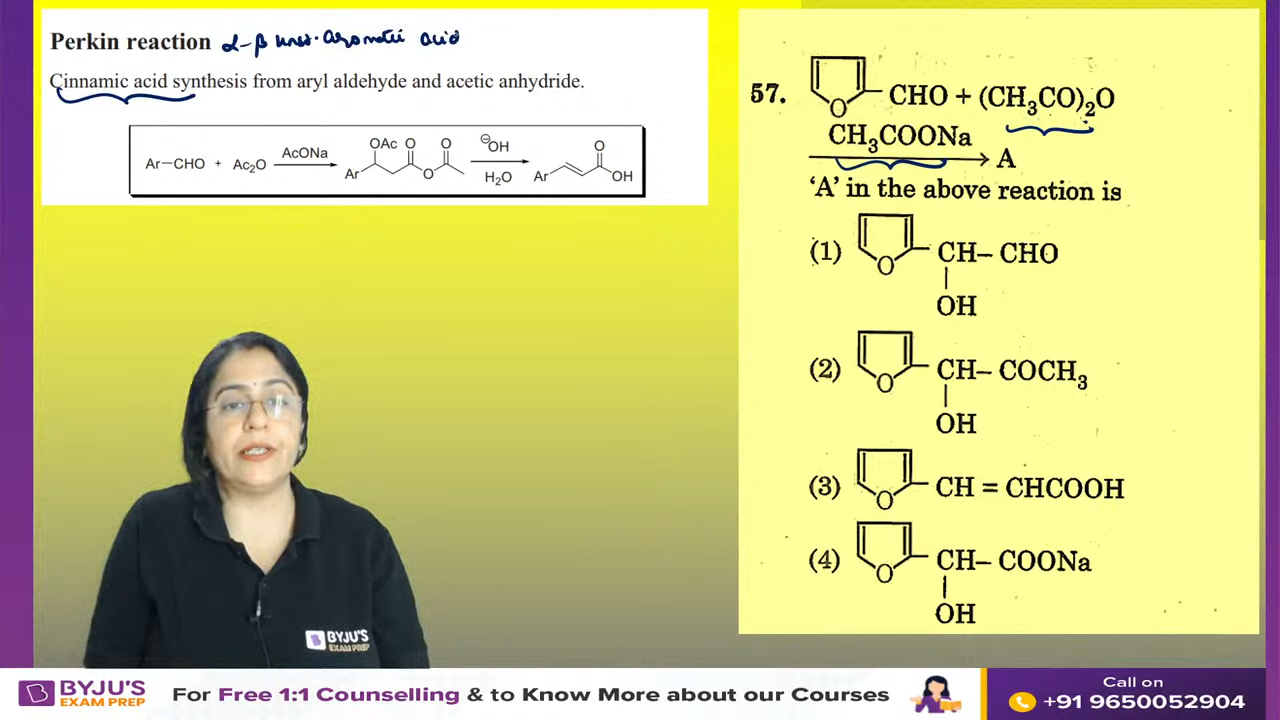 Perkin reaction α-β unst. aromatic acid
Cinnamic acid synthesis from aryl aldehyde and acetic anhydride.
Ar−CHO + Ac₂O AcONa OAc O O Ar O ⊖OH H₂O O Ar OH
57. O CHO + (CH₃CO)₂O
CH₃COONa
A
'A' in the above reaction is
(1) O CH– CHO
OH
(2) O CH– COCH₃
OH
(3) O CH = CHCOOH
(4) O CH– COONa
OH
BYJU'S
EXAM PREP
BYJU'S
EXAM PREP
For Free 1:1 Counselling & to Know More about our Courses
Call on
+91 9650052904